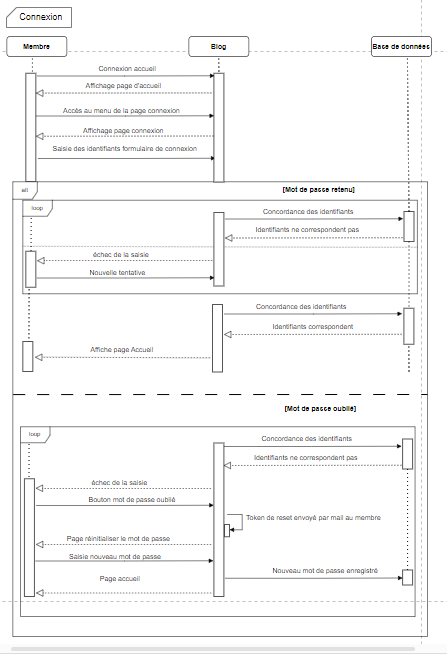 Connexion
Membre
Blog
Base de données
Connexion accueil
Affichage page d'accueil
Accès au menu de la page connexion
Affichage page connexion
Saisie des identifiants formulaire de connexion
alt
[Mot de passe retenu]
loop
Concordance des identifiants
Identifiants ne correspondent pas
échec de la saisie
Nouvelle tentative
Concordance des identifiants
Identifiants correspondent
Affiche page Accueil
[Mot de passe oublié]
loop
Concordance des identifiants
Identifiants ne correspondent pas
échec de la saisie
Bouton mot de passe oublié
Token de reset envoyé par mail au membre
Page réinitialiser le mot de passe
Saisie nouveau mot de passe
Nouveau mot de passe enregistré
Page accueil